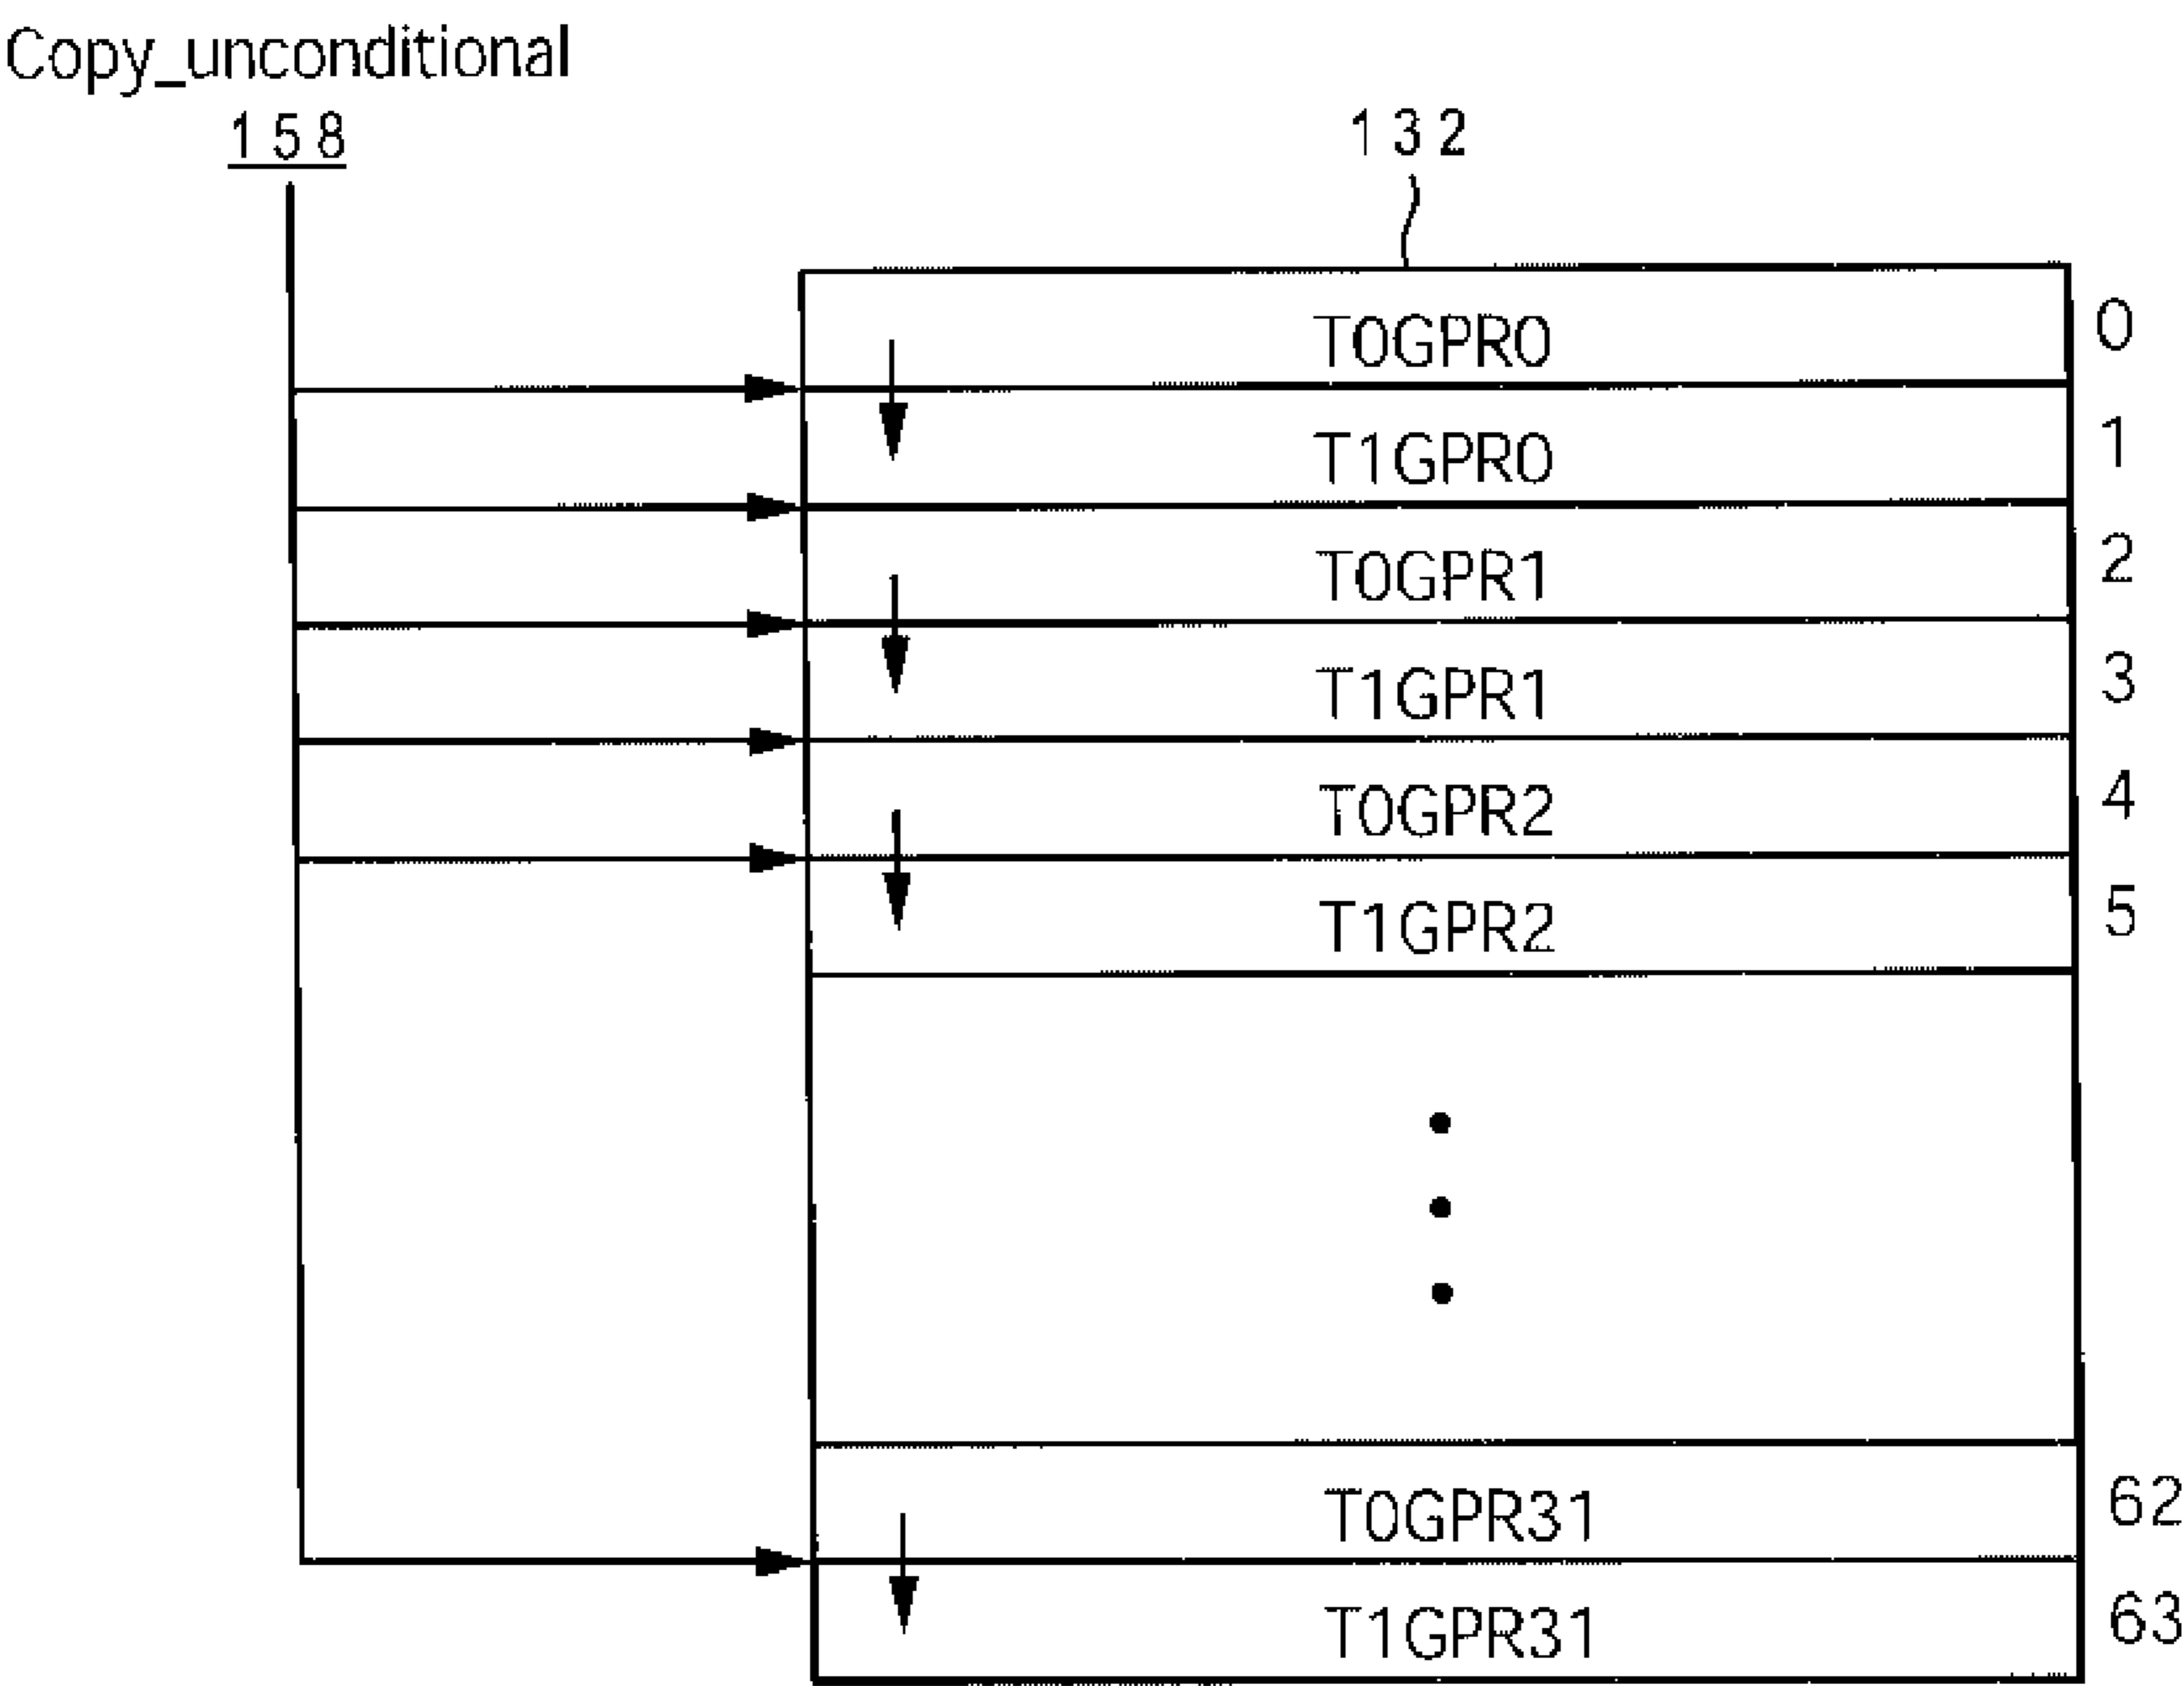 Copy_unconditional
158
132
T0GPR0 0
T1GPR0 1
T0GPR1 2
T1GPR1 3
T0GPR2 4
T1GPR2 5
T0GPR31 62
T1GPR31 63